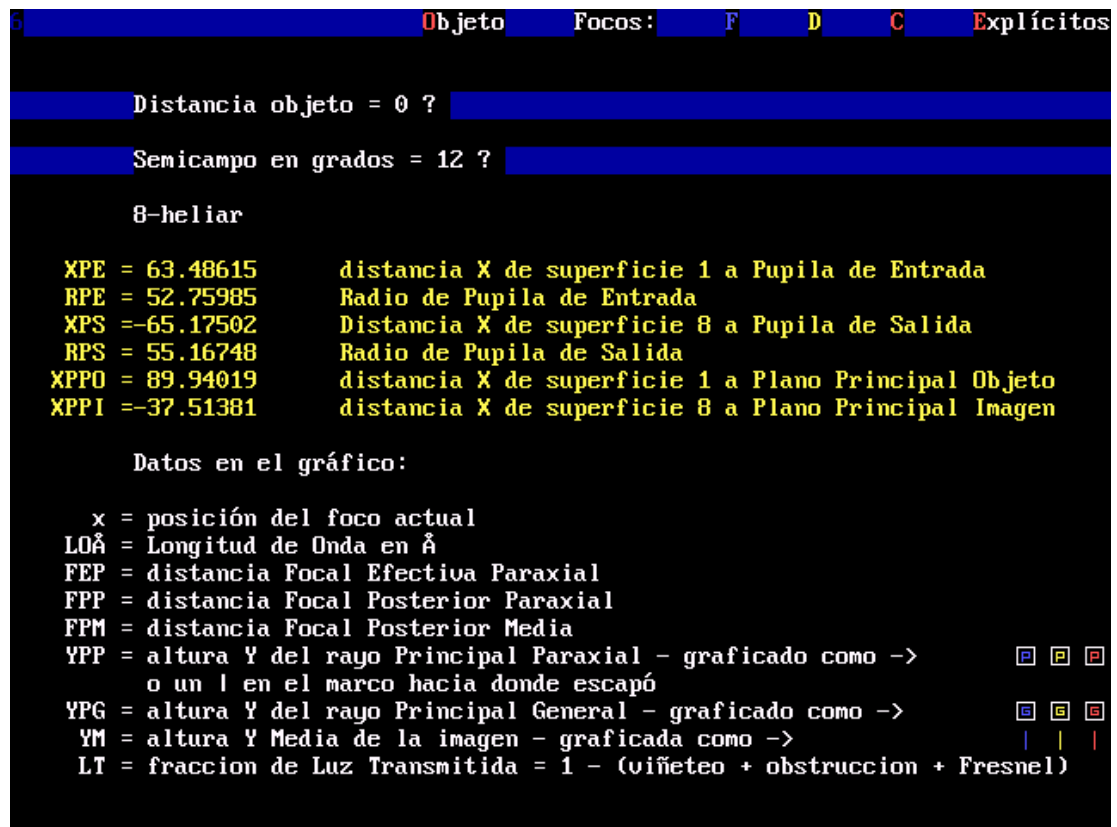 6 Objeto Focos: F D C Explícitos
Distancia objeto = 0 ?
Semicampo en grados = 12 ?
8-heliar
XPE = 63.48615 distancia X de superficie 1 a Pupila de Entrada
RPE = 52.75985 Radio de Pupila de Entrada
XPS =-65.17502 Distancia X de superficie 8 a Pupila de Salida
RPS = 55.16748 Radio de Pupila de Salida
XPPO = 89.94019 distancia X de superficie 1 a Plano Principal Objeto
XPPI =-37.51381 distancia X de superficie 8 a Plano Principal Imagen
Datos en el gráfico:
x = posición del foco actual
LOÅ = Longitud de Onda en Å
FEP = distancia Focal Efectiva Paraxial
FPP = distancia Focal Posterior Paraxial
FPM = distancia Focal Posterior Media
YPP = altura Y del rayo Principal Paraxial - graficado como -> P P P
o un | en el marco hacia donde escapó
YPG = altura Y del rayo Principal General - graficado como -> G G G
YM = altura Y Media de la imagen - graficada como -> | | |
LT = fraccion de Luz Transmitida = 1 - (viñeteo + obstruccion + Fresnel)